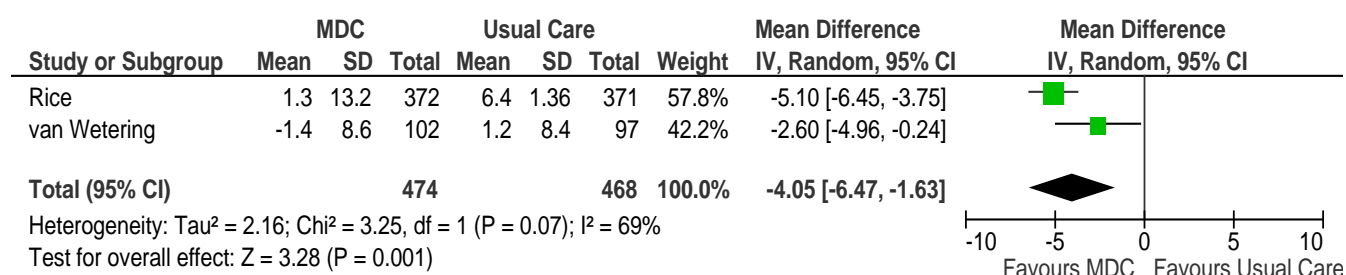 MDC Usual Care Mean Difference Mean Difference
Study or Subgroup Mean SD Total Mean SD Total Weight IV, Random, 95% CI IV, Random, 95% CI
Rice 1.3 13.2 372 6.4 1.36 371 57.8% -5.10 [-6.45, -3.75]
van Wetering -1.4 8.6 102 1.2 8.4 97 42.2% -2.60 [-4.96, -0.24]
Total (95% CI) 474 468 100.0% -4.05 [-6.47, -1.63]
Heterogeneity: Tau² = 2.16; Chi² = 3.25, df = 1 (P = 0.07); I² = 69%
Test for overall effect: Z = 3.28 (P = 0.001)
-10 -5 0 5 10
Favours MDC Favours Usual Care